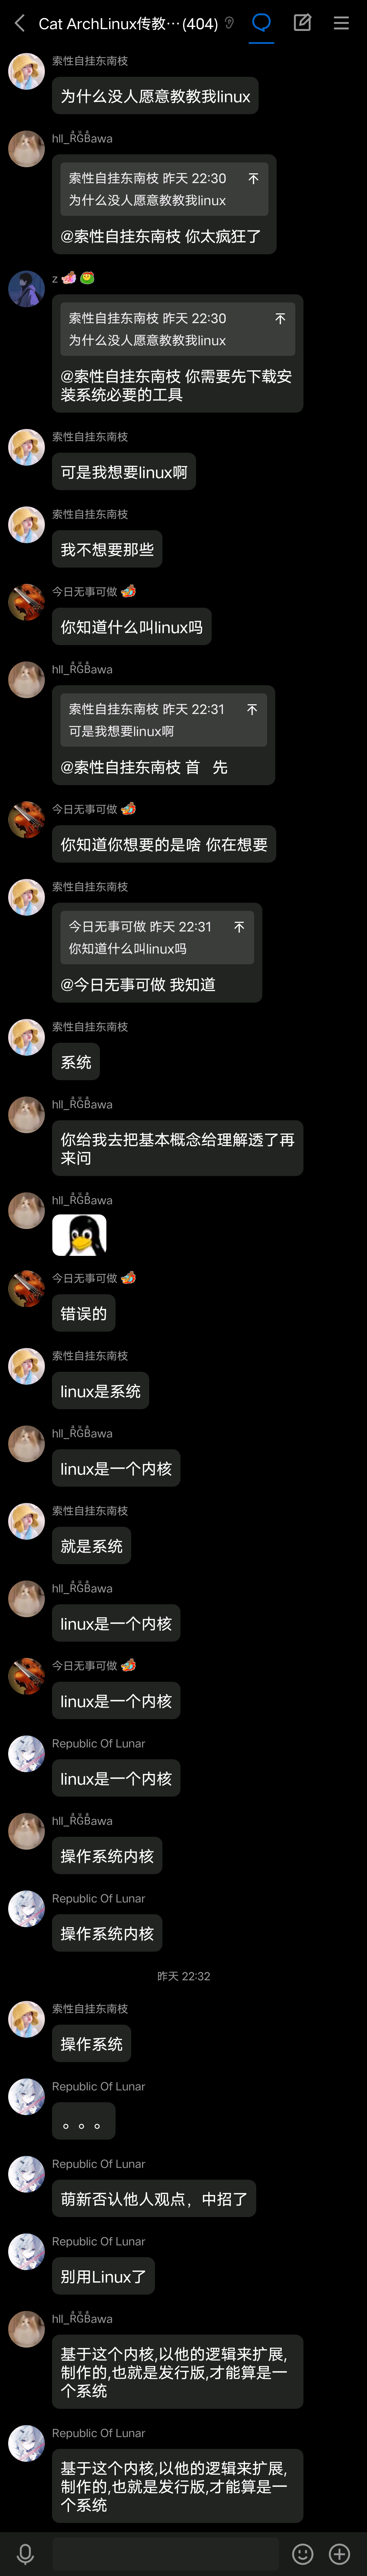 Cat ArchLinux传教…(404)
索性自挂东南枝
为什么没人愿意教教我linux
索性自挂东南枝 昨天 22:30
为什么没人愿意教教我linux
@索性自挂东南枝 你太疯狂了
z
索性自挂东南枝 昨天 22:30
为什么没人愿意教教我linux
@索性自挂东南枝 你需要先下载安
装系统必要的工具
索性自挂东南枝
可是我想要linux啊
索性自挂东南枝
我不想要那些
今日无事可做
你知道什么叫linux吗
索性自挂东南枝 昨天 22:31
可是我想要linux啊
@索性自挂东南枝 首 先
今日无事可做
你知道你想要的是啥 你在想要
索性自挂东南枝
今日无事可做 昨天 22:31
你知道什么叫linux吗
@今日无事可做 我知道
索性自挂东南枝
系统
你给我去把基本概念给理解透了再
来问
今日无事可做
错误的
索性自挂东南枝
linux是系统
linux是一个内核
索性自挂东南枝
就是系统
linux是一个内核
今日无事可做
linux是一个内核
Republic Of Lunar
linux是一个内核
操作系统内核
Republic Of Lunar
操作系统内核
昨天 22:32
索性自挂东南枝
操作系统
Republic Of Lunar
。。。
Republic Of Lunar
萌新否认他人观点，中招了
Republic Of Lunar
别用Linux了
基于这个内核,以他的逻辑来扩展,
制作的,也就是发行版,才能算是一
个系统
Republic Of Lunar
基于这个内核,以他的逻辑来扩展,
制作的,也就是发行版,才能算是一
个系统